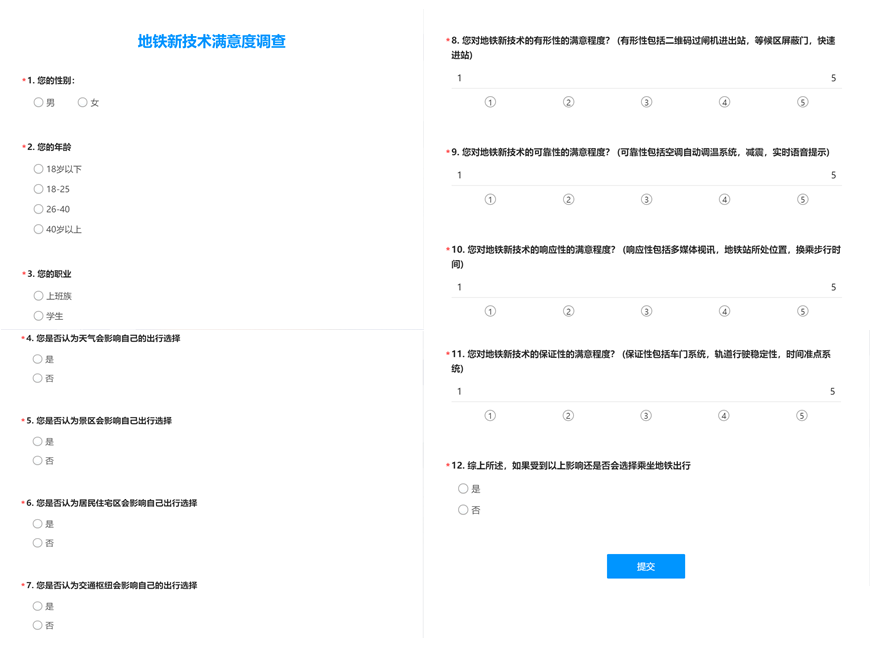 地铁新技术满意度调查
*1. 您的性别：
男 女
*2. 您的年龄
18岁以下
18-25
26-40
40岁以上
*3. 您的职业
上班族
学生
*4. 您是否认为天气会影响自己的出行选择
是
否
*5. 您是否认为景区会影响自己出行选择
是
否
*6. 您是否认为居民住宅区会影响自己出行选择
是
否
*7. 您是否认为交通枢纽会影响自己的出行选择
是
否
*8. 您对地铁新技术的有形性的满意程度？ (有形性包括二维码过闸机进出站，等候区屏蔽门，快速
进站)
1 5
① ② ③ ④ ⑤
*9. 您对地铁新技术的可靠性的满意程度？ (可靠性包括空调自动调温系统，减震，实时语音提示)
1 5
① ② ③ ④ ⑤
*10. 您对地铁新技术的响应性的满意程度？ (响应性包括多媒体视讯，地铁站所处位置，换乘步行时
间)
1 5
① ② ③ ④ ⑤
*11. 您对地铁新技术的保证性的满意程度？ (保证性包括车门系统，轨道行驶稳定性，时间准点系
统)
1 5
① ② ③ ④ ⑤
*12. 综上所述，如果受到以上影响还是否会选择乘坐地铁出行
是
否
提交